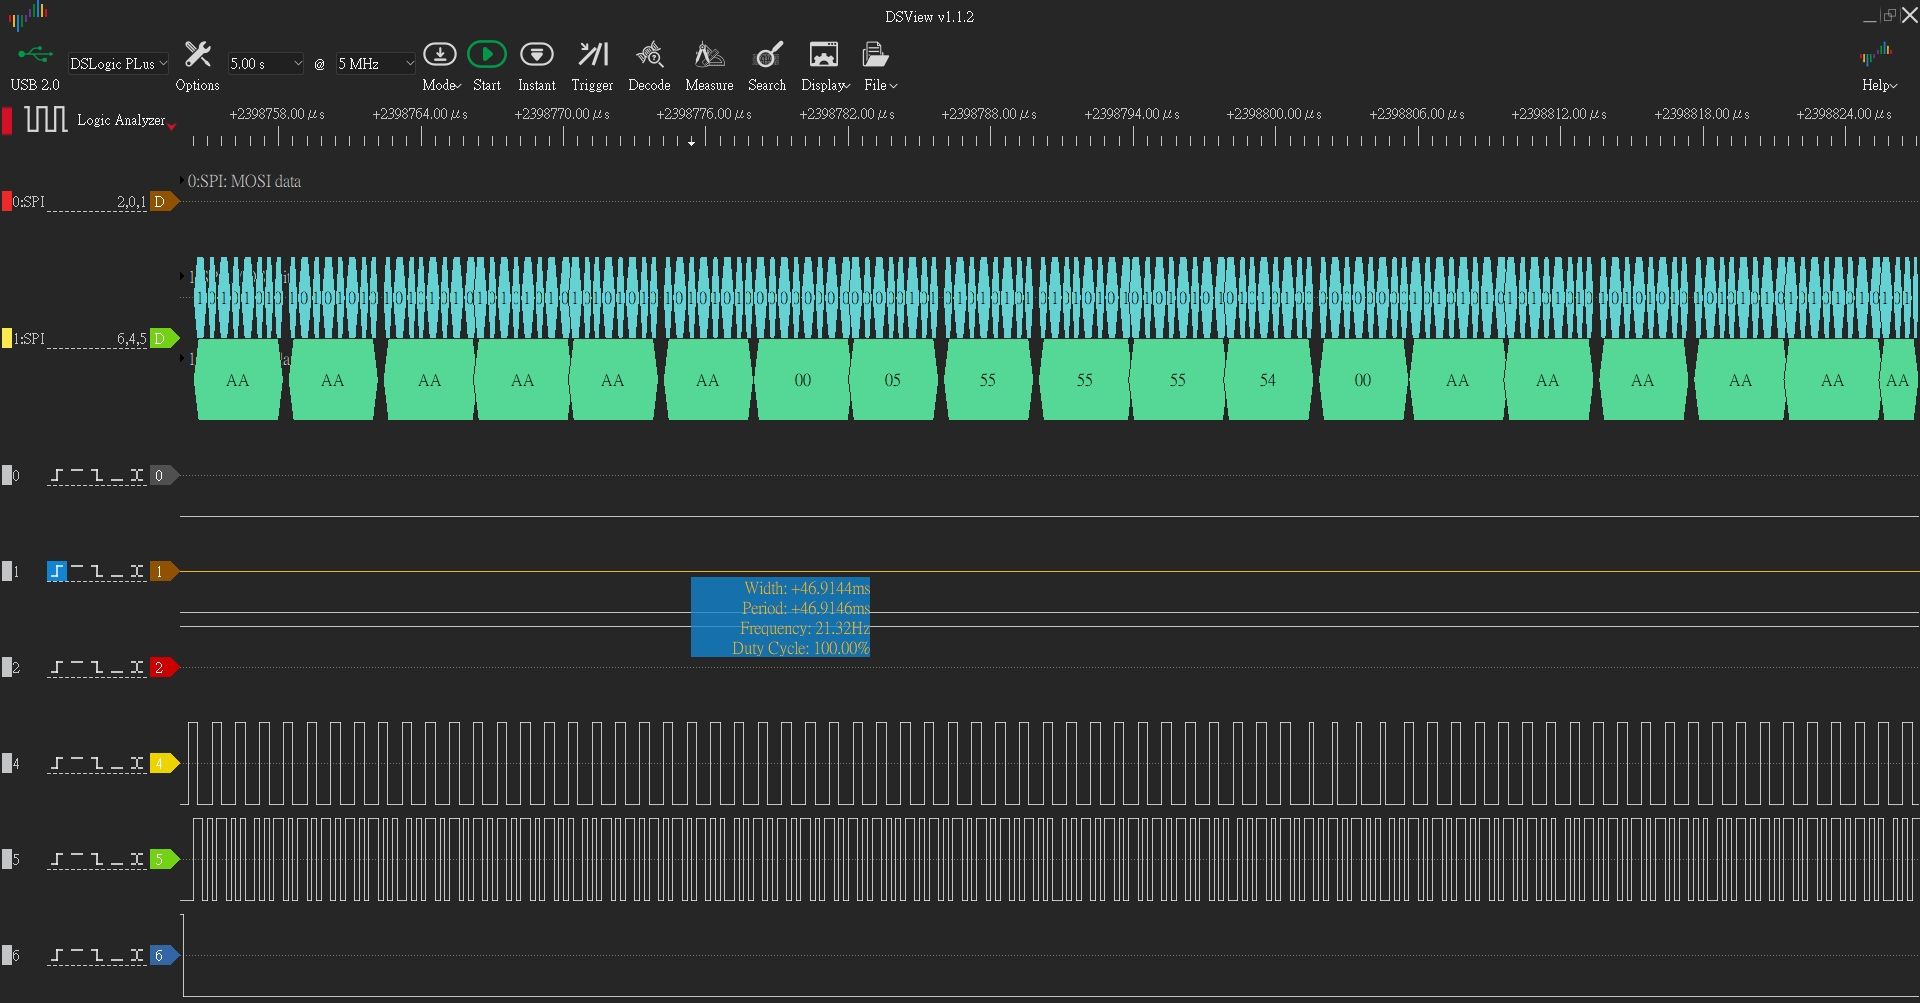 DSView v1.1.2
USB 2.0
DSLogic PLus
Options
5.00 s
@
5 MHz
Mode
Start
Instant
Trigger
Decode
Measure
Search
Display
File
Help
Logic Analyzer
+2398758.00 μs +2398764.00 μs +2398770.00 μs +2398776.00 μs +2398782.00 μs +2398788.00 μs +2398794.00 μs +2398800.00 μs +2398806.00 μs +2398812.00 μs +2398818.00 μs +2398824.00 μs
0:SPI: MOSI data
0:SPI 2,0,1 D
1:SPI 6,4,5 D
AA AA AA AA AA AA 00 05 55 55 55 54 00 AA AA AA AA AA AA
0 0
1 1
Width: +46.9144ms
Period: +46.9146ms
Frequency: 21.32Hz
Duty Cycle: 100.00%
2 2
4 4
5 5
6 6